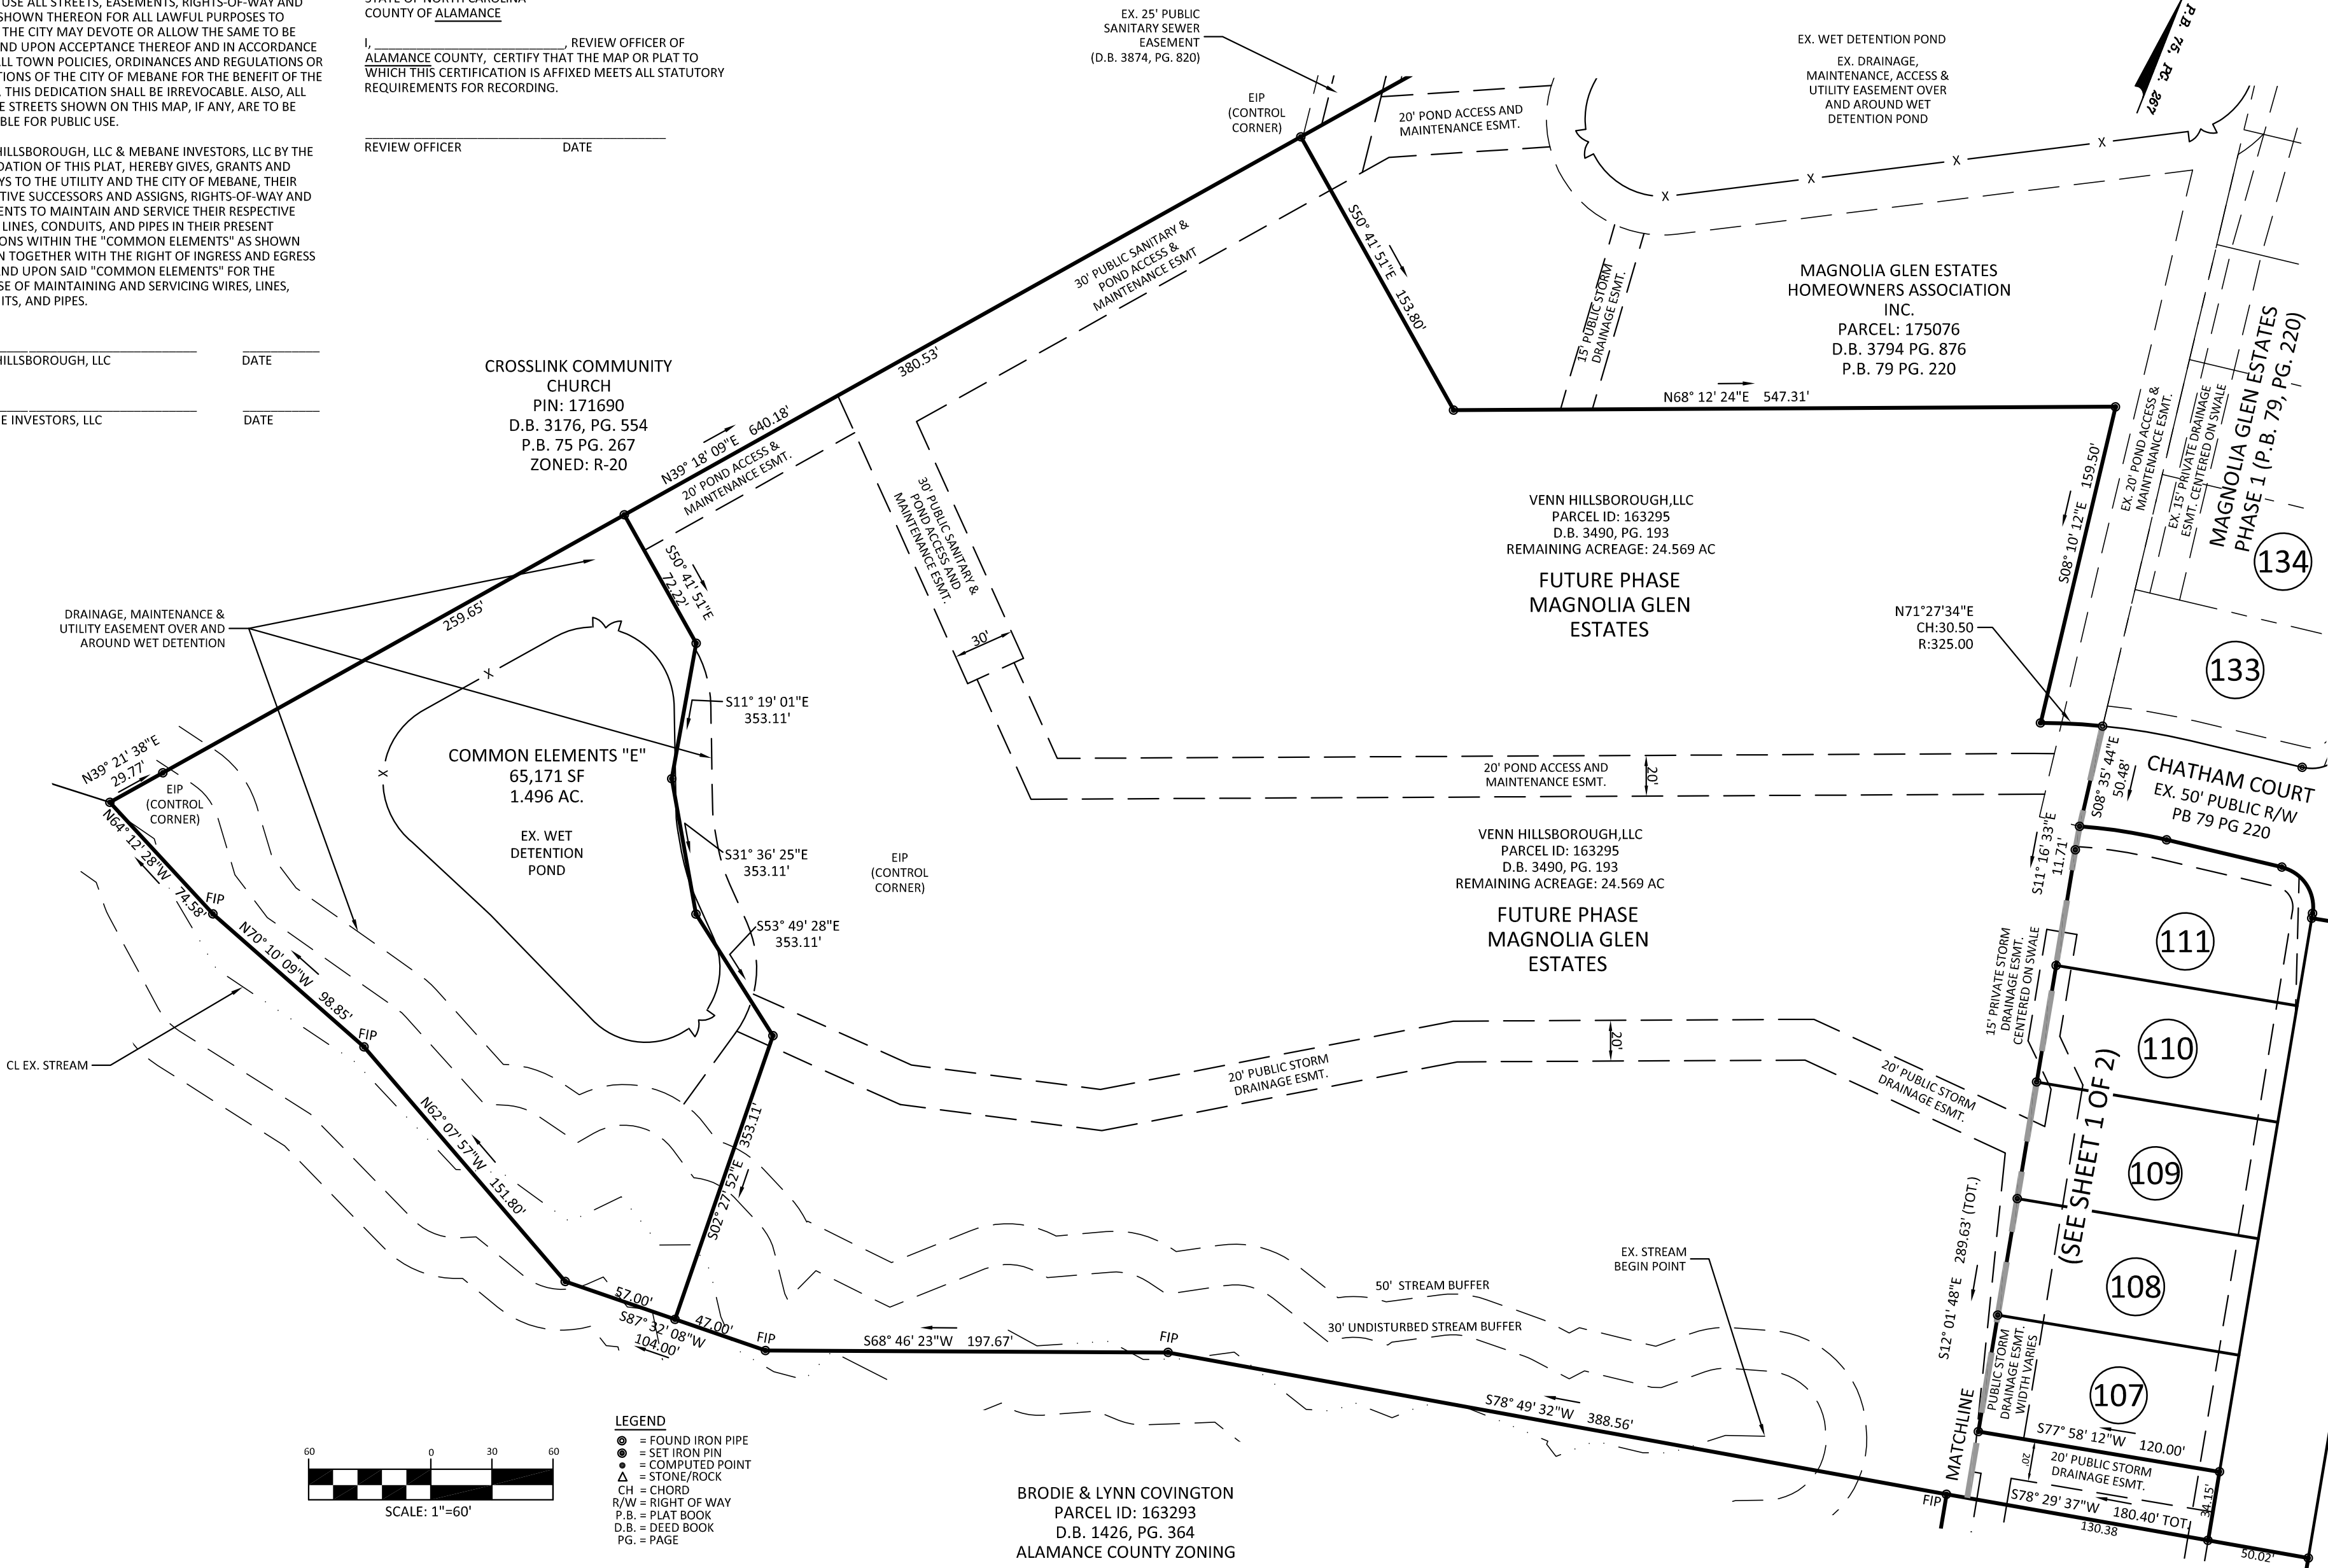 USE ALL STREETS, EASEMENTS, RIGHTS-OF-WAY AND
SHOWN THEREON FOR ALL LAWFUL PURPOSES TO
THE CITY MAY DEVOTE OR ALLOW THE SAME TO BE
UPON ACCEPTANCE THEREOF AND IN ACCORDANCE
TOWN POLICIES, ORDINANCES AND REGULATIONS OR
OF THE CITY OF MEBANE FOR THE BENEFIT OF THE
THIS DEDICATION SHALL BE IRREVOCABLE. ALSO, ALL
STREETS SHOWN ON THIS MAP, IF ANY, ARE TO BE
FOR PUBLIC USE.
HILLSBOROUGH, LLC & MEBANE INVESTORS, LLC BY THE
OF THIS PLAT, HEREBY GIVES, GRANTS AND
TO THE UTILITY AND THE CITY OF MEBANE, THEIR
SUCCESSORS AND ASSIGNS, RIGHTS-OF-WAY AND
TO MAINTAIN AND SERVICE THEIR RESPECTIVE
LINES, CONDUITS, AND PIPES IN THEIR PRESENT
WITHIN THE "COMMON ELEMENTS" AS SHOWN
TOGETHER WITH THE RIGHT OF INGRESS AND EGRESS
UPON SAID "COMMON ELEMENTS" FOR THE
OF MAINTAINING AND SERVICING WIRES, LINES,
AND PIPES.
HILLSBOROUGH, LLC DATE
INVESTORS, LLC DATE
STATE OF NORTH CAROLINA
COUNTY OF ALAMANCE
I, ____________________________, REVIEW OFFICER OF
ALAMANCE COUNTY, CERTIFY THAT THE MAP OR PLAT TO
WHICH THIS CERTIFICATION IS AFFIXED MEETS ALL STATUTORY
REQUIREMENTS FOR RECORDING.
REVIEW OFFICER DATE
EX. 25' PUBLIC
SANITARY SEWER
EASEMENT
(D.B. 3874, PG. 820)
EIP
(CONTROL
CORNER)
20' POND ACCESS AND
MAINTENANCE ESMT.
EX. WET DETENTION POND
EX. DRAINAGE,
MAINTENANCE, ACCESS &
UTILITY EASEMENT OVER
AND AROUND WET
DETENTION POND
P.B. 75, PG. 267
X
X
X
X
30' PUBLIC SANITARY &
POND ACCESS &
MAINTENANCE ESMT
S50° 41' 51"E 153.80'
15' PUBLIC STORM
DRAINAGE ESMT.
MAGNOLIA GLEN ESTATES
HOMEOWNERS ASSOCIATION
INC.
PARCEL: 175076
D.B. 3794 PG. 876
P.B. 79 PG. 220
N68° 12' 24"E 547.31'
EX. 20' POND ACCESS &
MAINTENANCE ESMT.
EX. 15' PRIVATE DRAINAGE
ESMT. CENTERED ON SWALE
MAGNOLIA GLEN ESTATES
PHASE 1 (P.B. 79, PG. 220)
CROSSLINK COMMUNITY
CHURCH
PIN: 171690
D.B. 3176, PG. 554
P.B. 75 PG. 267
ZONED: R-20
380.53'
N39° 18' 09"E 640.18'
20' POND ACCESS &
MAINTENANCE ESMT.
30' PUBLIC SANITARY &
POND ACCESS AND
MAINTENANCE ESMT.
30'
VENN HILLSBOROUGH,LLC
PARCEL ID: 163295
D.B. 3490, PG. 193
REMAINING ACREAGE: 24.569 AC
FUTURE PHASE
MAGNOLIA GLEN
ESTATES
S08° 10' 12"E 159.50'
134
N71°27'34"E
CH:30.50
R:325.00
133
S50° 41' 51"E
72.22'
259.65'
DRAINAGE, MAINTENANCE &
UTILITY EASEMENT OVER AND
AROUND WET DETENTION
X
X
S11° 19' 01"E
353.11'
N39° 21' 38"E
29.77'
EIP
(CONTROL
CORNER)
COMMON ELEMENTS "E"
65,171 SF
1.496 AC.
EX. WET
DETENTION
POND
20' POND ACCESS AND
MAINTENANCE ESMT.
20'
S08° 35' 44"E
50.48'
CHATHAM COURT
EX. 50' PUBLIC R/W
PB 79 PG 220
S11° 16' 33"E
11.71'
N64° 12' 28"W 74.58'
FIP
S31° 36' 25"E
353.11'
EIP
(CONTROL
CORNER)
VENN HILLSBOROUGH,LLC
PARCEL ID: 163295
D.B. 3490, PG. 193
REMAINING ACREAGE: 24.569 AC
FUTURE PHASE
MAGNOLIA GLEN
ESTATES
S53° 49' 28"E
353.11'
N70° 10' 09"W 98.85'
FIP
CL EX. STREAM
15' PRIVATE STORM
DRAINAGE ESMT.
CENTERED ON SWALE
111
110
109
108
107
(SEE SHEET 1 OF 2)
20' PUBLIC STORM
DRAINAGE ESMT.
20'
20' PUBLIC STORM
DRAINAGE ESMT.
N62° 07' 57"W 151.80'
S02° 27' 52"E 353.11'
S12° 01' 48"E 289.63' (TOT.)
57.00'
S87° 32' 08"W
104.00'
47.00'
FIP
S68° 46' 23"W 197.67'
FIP
50' STREAM BUFFER
30' UNDISTURBED STREAM BUFFER
EX. STREAM
BEGIN POINT
S78° 49' 32"W 388.56'
PUBLIC STORM
DRAINAGE ESMT.
WIDTH VARIES
MATCHLINE
S77° 58' 12"W 120.00'
20'
20' PUBLIC STORM
DRAINAGE ESMT.
34.15'
FIP
S78° 29' 37"W 180.40' TOT.
130.38
50.02'
60 0 30 60
SCALE: 1"=60'
LEGEND
= FOUND IRON PIPE
= SET IRON PIN
= COMPUTED POINT
= STONE/ROCK
CH = CHORD
R/W = RIGHT OF WAY
P.B. = PLAT BOOK
D.B. = DEED BOOK
PG. = PAGE
BRODIE & LYNN COVINGTON
PARCEL ID: 163293
D.B. 1426, PG. 364
ALAMANCE COUNTY ZONING